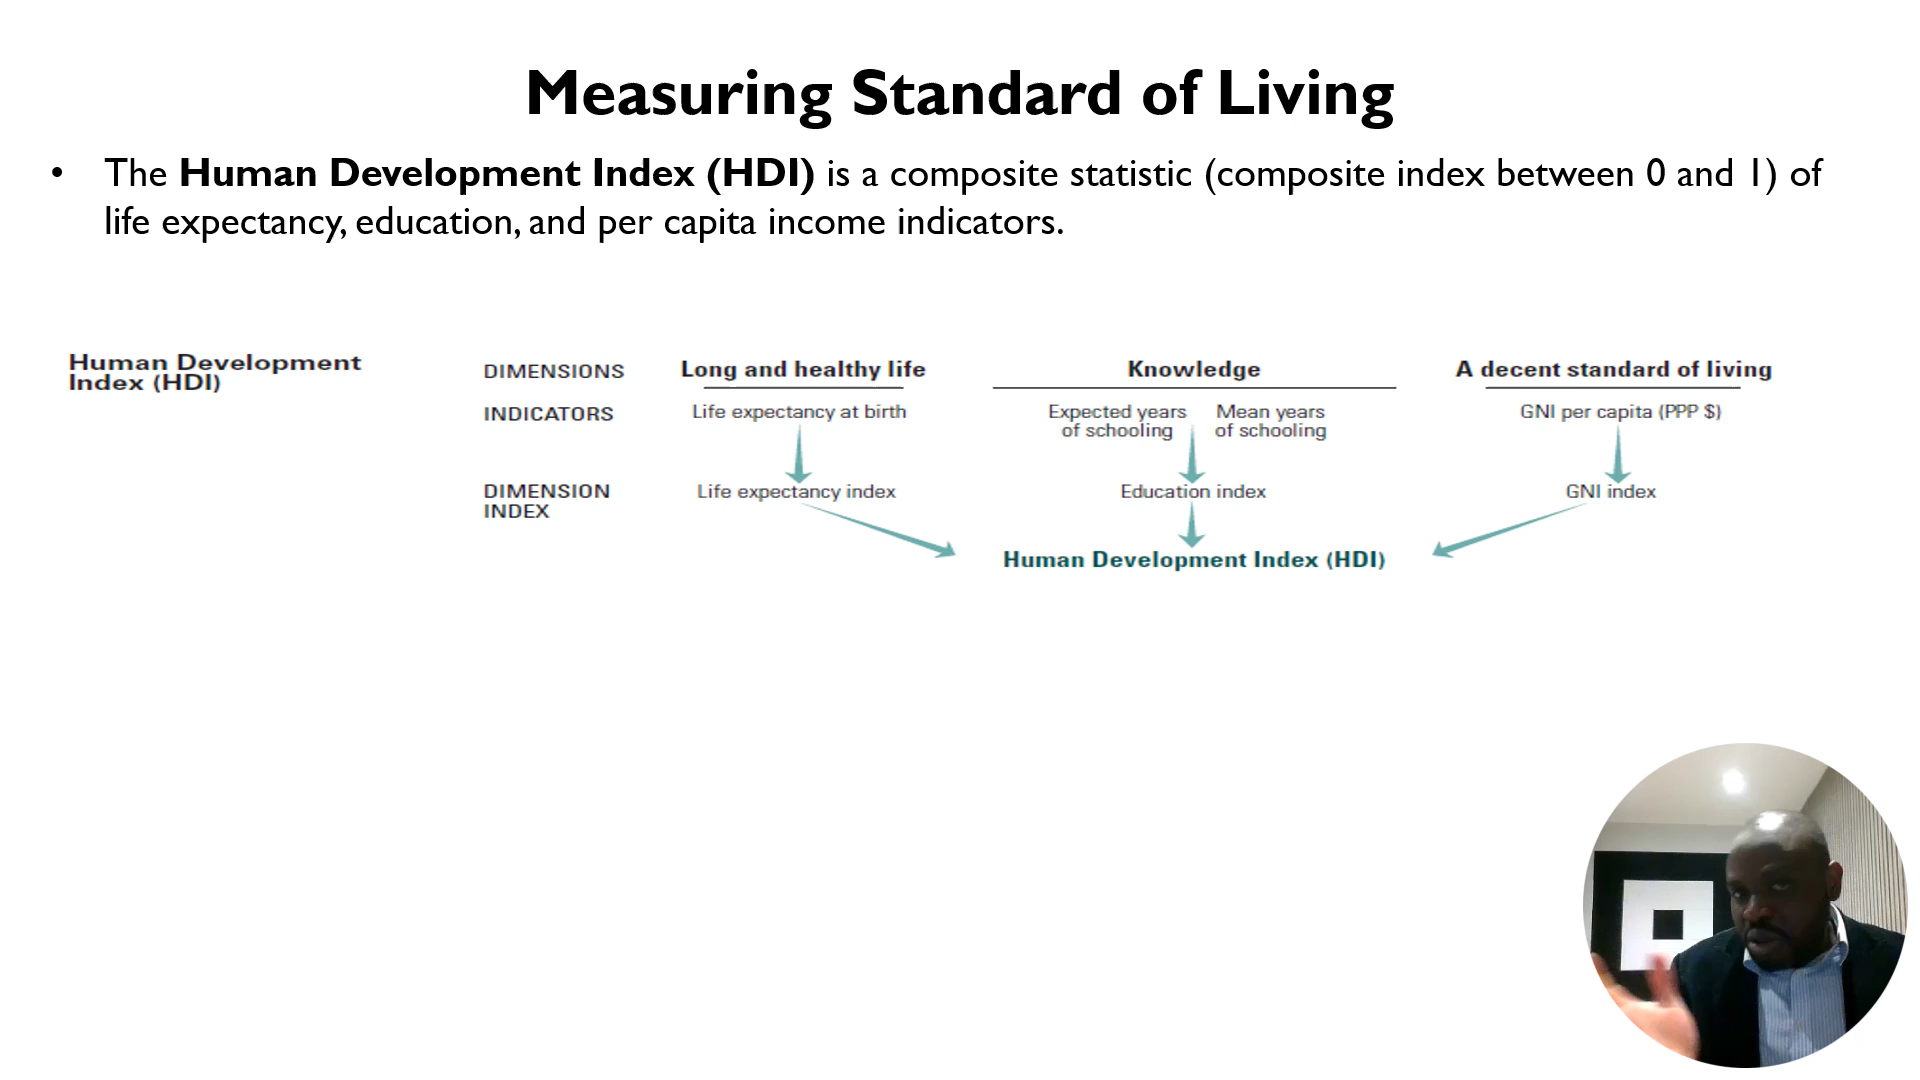 Measuring Standard of Living
• The Human Development Index (HDI) is a composite statistic (composite index between 0 and 1) of
life expectancy, education, and per capita income indicators.
Human Development
Index (HDI)
DIMENSIONS Long and healthy life Knowledge A decent standard of living
INDICATORS Life expectancy at birth Expected years Mean years GNI per capita (PPP $)
of schooling of schooling
DIMENSION Life expectancy index Education index GNI index
INDEX
Human Development Index (HDI)